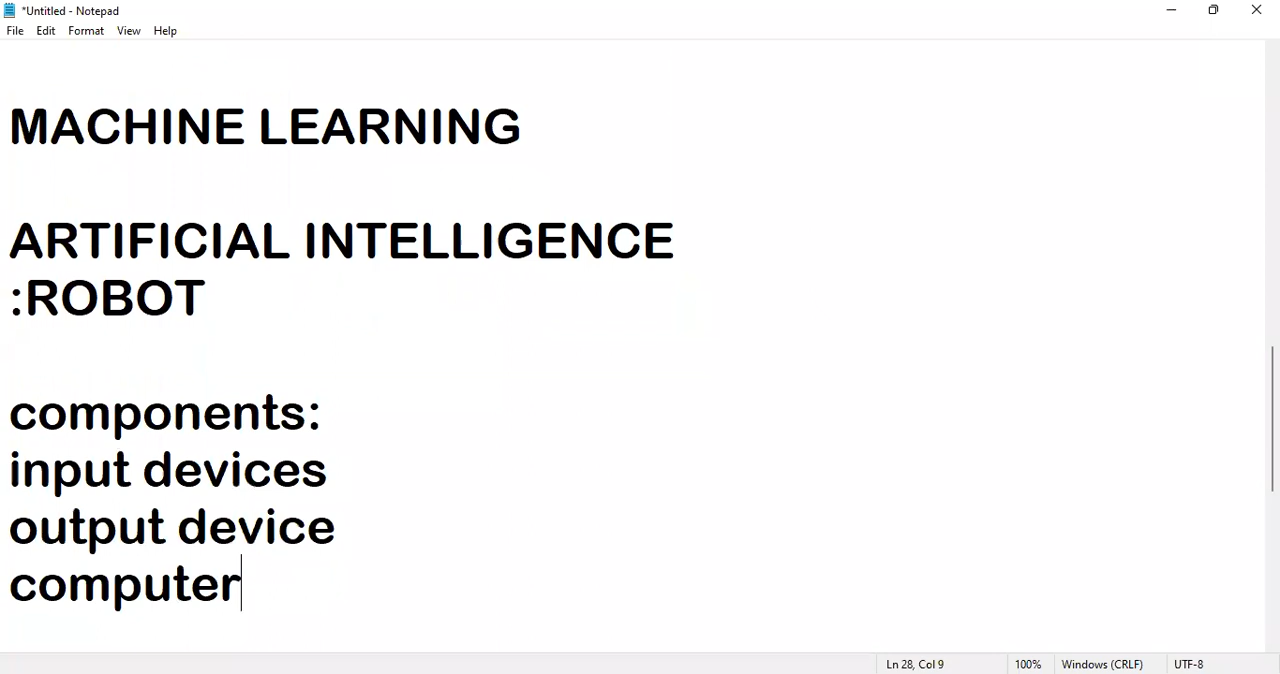 *Untitled - Notepad
File Edit Format View Help
MACHINE LEARNING
ARTIFICIAL INTELLIGENCE
:ROBOT
components:
input devices
output device
computer
Ln 28, Col 9 100% Windows (CRLF) UTF-8